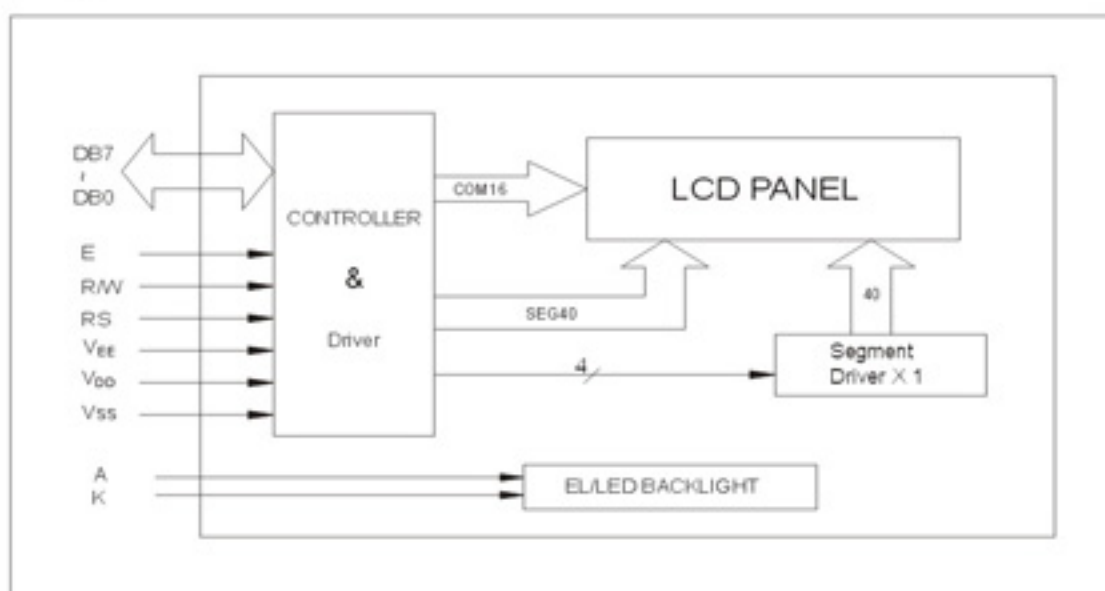 DB7
~
DB0
E
R/W
RS
VEE
VDD
VSS
A
K
CONTROLLER
&
Driver
COM16
SEG40
4
LCD PANEL
40
Segment
Driver X 1
EL/LED BACKLIGHT